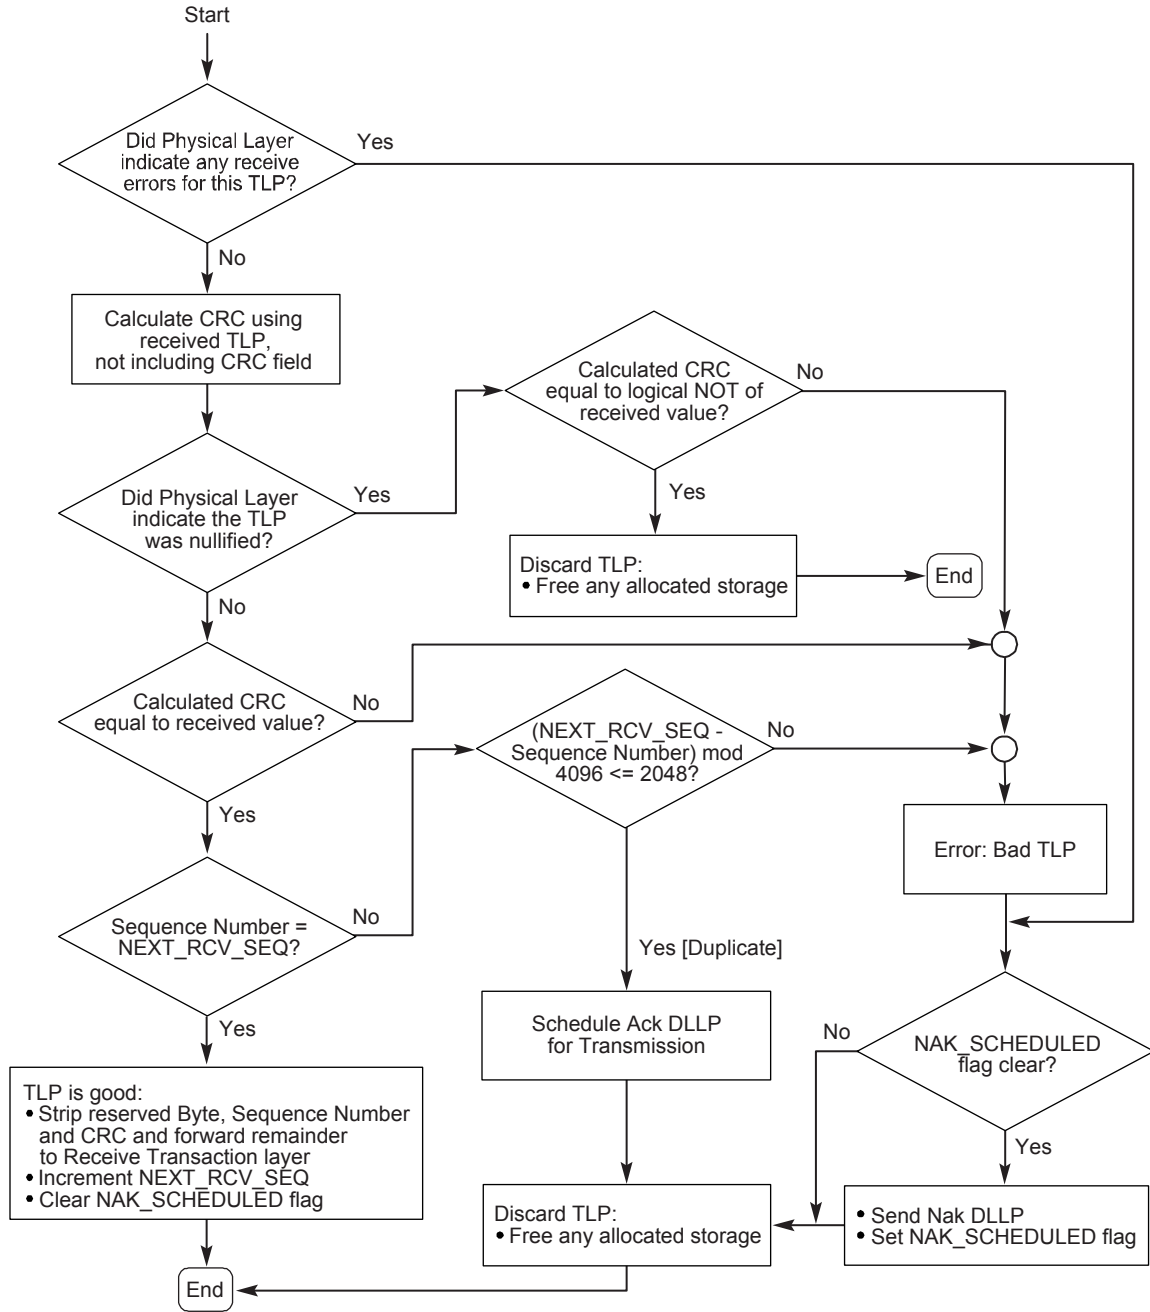 Start
Did Physical Layer
indicate any receive
errors for this TLP?
Yes
No
Calculate CRC using
received TLP,
not including CRC field
Calculated CRC
equal to logical NOT of
received value?
No
Did Physical Layer
indicate the TLP
was nullified?
Yes
Yes
Discard TLP:
• Free any allocated storage
End
No
Calculated CRC
equal to received value?
No
(NEXT_RCV_SEQ -
Sequence Number) mod
4096 <= 2048?
No
Yes
Error: Bad TLP
Sequence Number =
NEXT_RCV_SEQ?
No
Yes [Duplicate]
Yes
Schedule Ack DLLP
for Transmission
No
NAK_SCHEDULED
flag clear?
Yes
TLP is good:
• Strip reserved Byte, Sequence Number
and CRC and forward remainder
to Receive Transaction layer
• Increment NEXT_RCV_SEQ
• Clear NAK_SCHEDULED flag
Discard TLP:
• Free any allocated storage
• Send Nak DLLP
• Set NAK_SCHEDULED flag
End